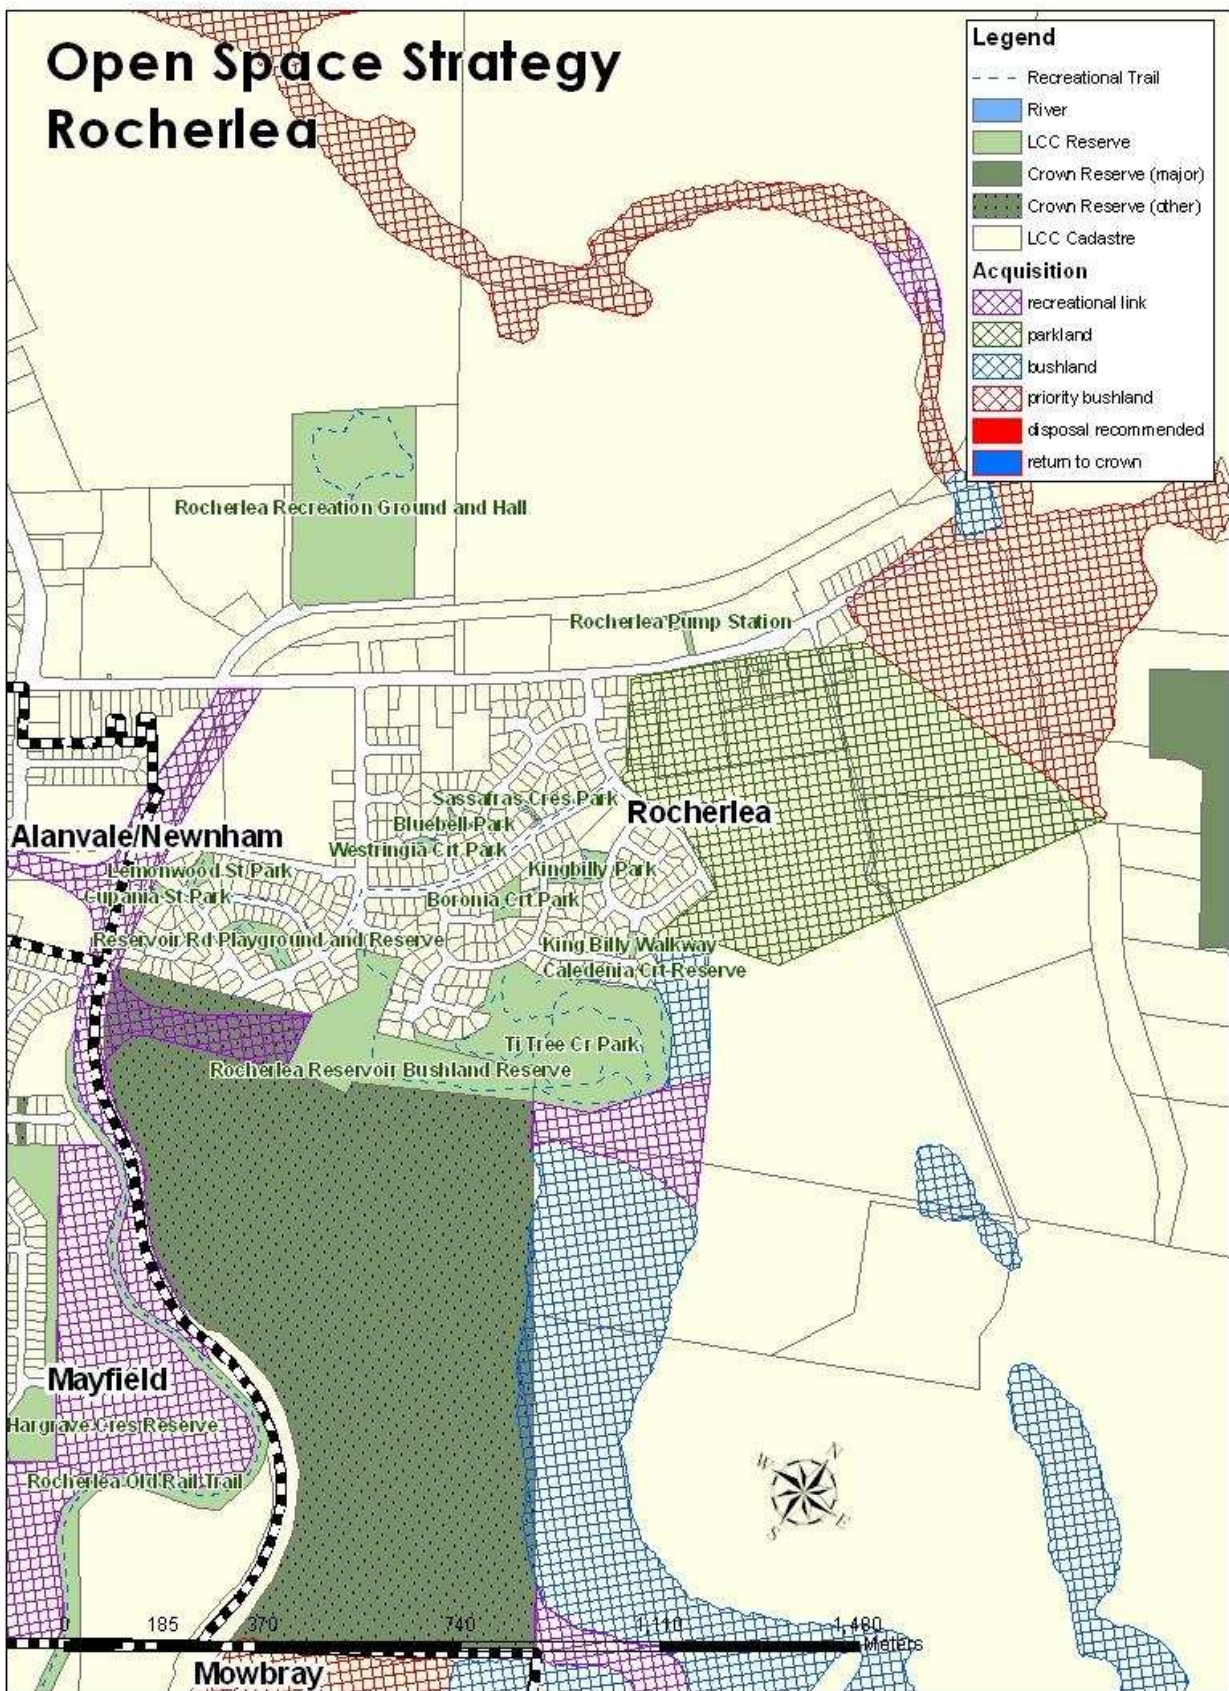 Open Space Strategy
Rocherlea
Legend
Recreational Trail
River
LCC Reserve
Crown Reserve (major)
Crown Reserve (other)
LCC Cadastre
Acquisition
recreational link
parkland
bushland
priority bushland
disposal recommended
return to crown
Rocherlea Recreation Ground and Hall
Rocherlea Pump Station
Sassafras Cres Park
Rocherlea
Bluebell Park
Alanvale/Newnham
Westringia Crt Park
Lemonwood St Park
Kingbilly Park
Cupania St Park
Boronia Crt Park
Reservoir Rd Playground and Reserve
King Billy Walkway
Caledenia Crt Reserve
Ti Tree Cr Park
Rocherlea Reservoir Bushland Reserve
Mayfield
Hargrave Cres Reserve
Rocherlea Old Rail Trail
W N
S E
0 185 370 740 1,110 1,480
Meters
Mowbray